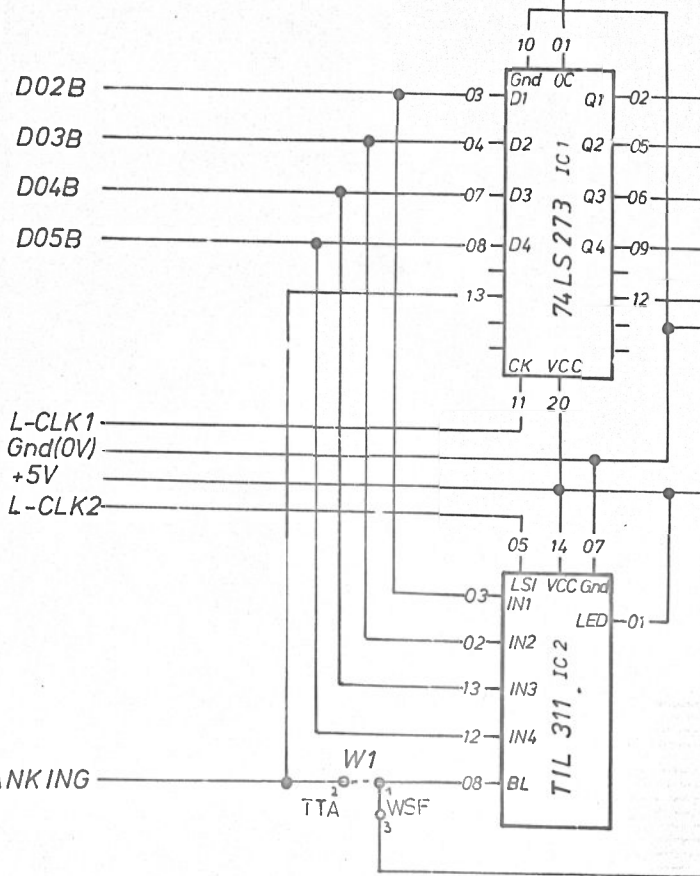 10 01
D02B 03 Gnd OC D1 Q1 02
D03B 04 D2 Q2 05
IC1
D04B 07 D3 Q3 06
D05B 08 D4 Q4 09
74LS273
13 12
CK VCC
11 20
L-CLK1
Gnd(0V)
+5V
L-CLK2
05 14 07
LSI VCC Gnd
03 IN1
LED 01
02 IN2
IC2
13 IN3
TIL 311
12 IN4
W1
ANKING 2 1 08 BL
TTA WSF
3